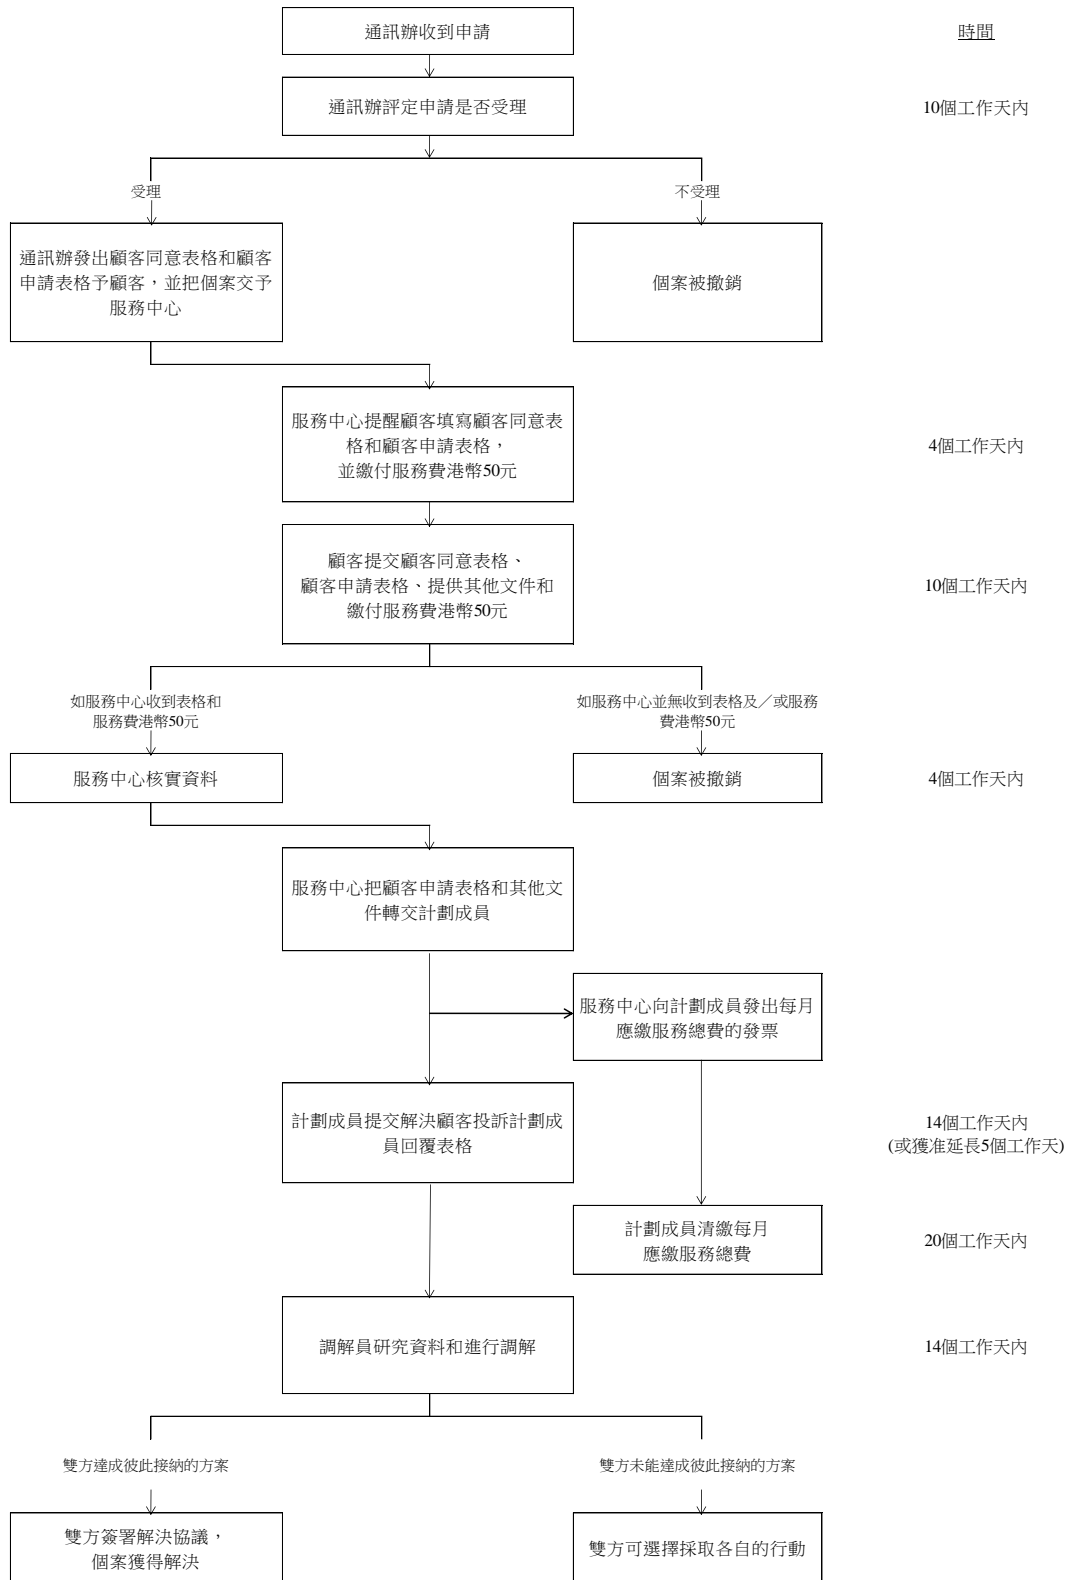 通訊辦收到申請
時間
通訊辦評定申請是否受理
10個工作天內
受理
不受理
通訊辦發出顧客同意表格和顧客
申請表格予顧客，並把個案交予
服務中心
個案被撤銷
服務中心提醒顧客填寫顧客同意表
格和顧客申請表格，
並繳付服務費港幣50元
4個工作天內
顧客提交顧客同意表格、
顧客申請表格、提供其他文件和
繳付服務費港幣50元
10個工作天內
如服務中心收到表格和
服務費港幣50元
如服務中心並無收到表格及／或服務
費港幣50元
服務中心核實資料
個案被撤銷
4個工作天內
服務中心把顧客申請表格和其他文
件轉交計劃成員
服務中心向計劃成員發出每月
應繳服務總費的發票
計劃成員提交解決顧客投訴計劃成
員回覆表格
14個工作天內
(或獲准延長5個工作天)
計劃成員清繳每月
應繳服務總費
20個工作天內
調解員研究資料和進行調解
14個工作天內
雙方達成彼此接納的方案
雙方未能達成彼此接納的方案
雙方簽署解決協議，
個案獲得解決
雙方可選擇採取各自的行動